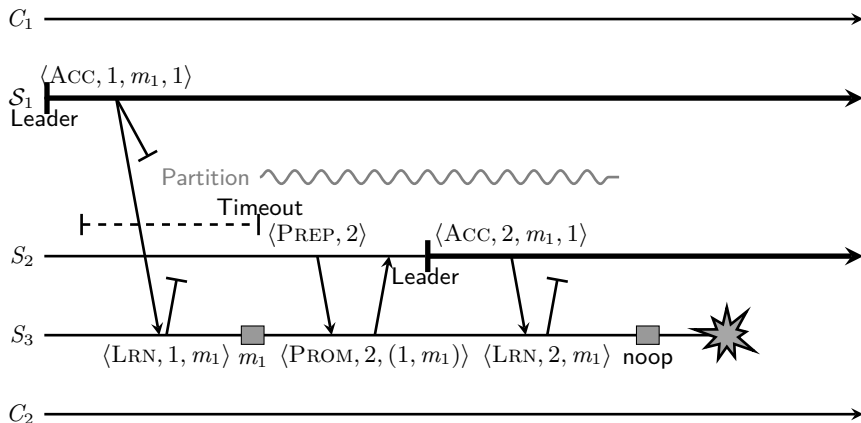 C₁
⟨ACC, 1, m₁, 1⟩
𝒮₁
Leader
Partition
Timeout
⟨PREP, 2⟩
⟨ACC, 2, m₁, 1⟩
S₂
Leader
S₃
⟨LRN, 1, m₁⟩ m₁ ⟨PROM, 2, (1, m₁)⟩ ⟨LRN, 2, m₁⟩ noop
C₂